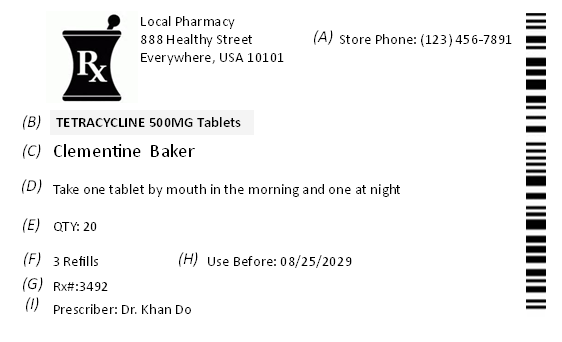 Local Pharmacy
888 Healthy Street
(A) Store Phone: (123) 456-7891
Everywhere, USA 10101
Rx
(B) TETRACYCLINE 500MG Tablets
(C) Clementine Baker
(D) Take one tablet by mouth in the morning and one at night
(E) QTY: 20
(F) 3 Refills (H) Use Before: 08/25/2029
(G) Rx#:3492
(I) Prescriber: Dr. Khan Do